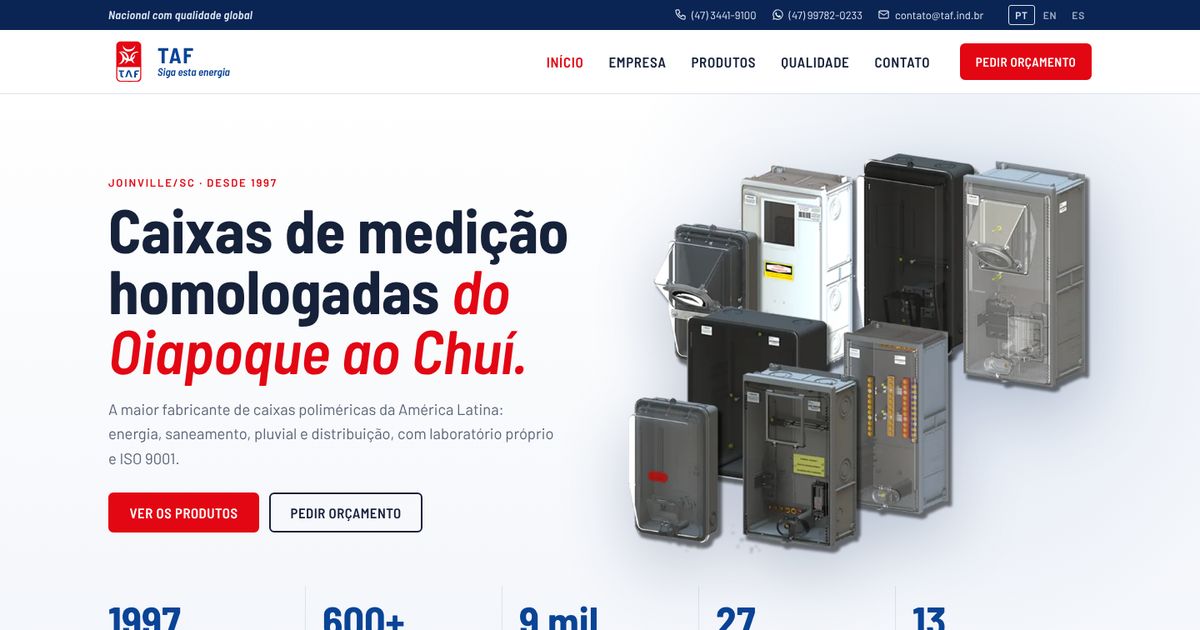 Nacional com qualidade global
(47) 3441-9100
(47) 99782-0233
contato@taf.ind.br
PT
EN
ES
TAF
TAF
Siga esta energia
INÍCIO
EMPRESA
PRODUTOS
QUALIDADE
CONTATO
PEDIR ORÇAMENTO
JOINVILLE/SC · DESDE 1997
Caixas de medição
homologadas do
Oiapoque ao Chuí.
A maior fabricante de caixas poliméricas da América Latina:
energia, saneamento, pluvial e distribuição, com laboratório próprio
e ISO 9001.
VER OS PRODUTOS
PEDIR ORÇAMENTO
1997
600+
9 mil
27
13